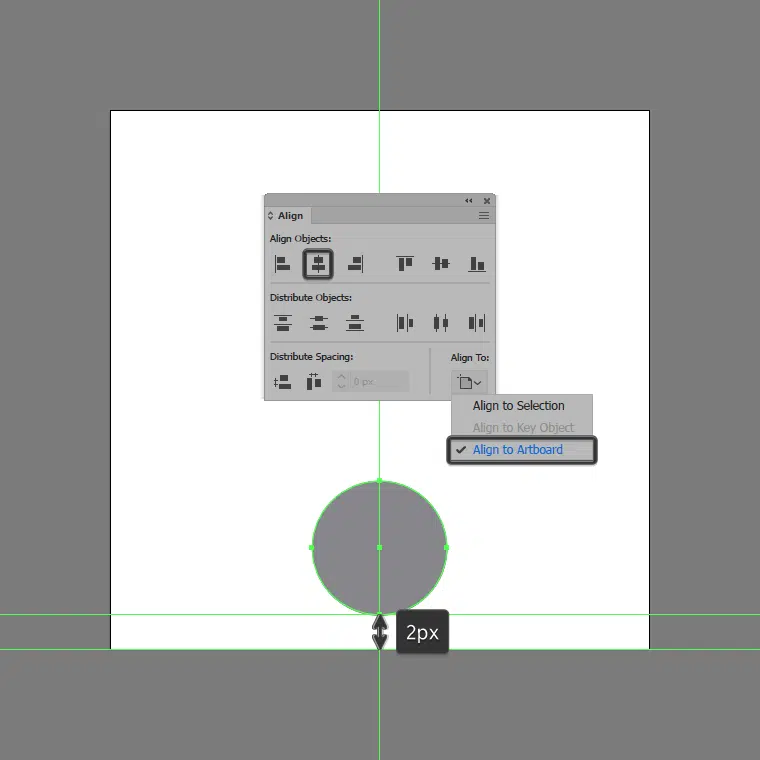 Align
Align Objects:
Distribute Objects:
Distribute Spacing:
Align To:
0 px
Align to Selection
Align to Key Object
Align to Artboard
2px